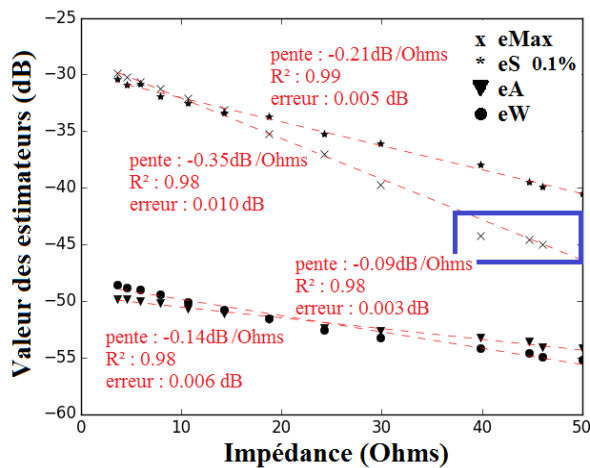 pente : -0.21dB/Ohms
R² : 0.99
erreur : 0.005 dB
x eMax
* eS 0.1%
eA
eW
pente : -0.35dB/Ohms
R² : 0.98
erreur : 0.010 dB
pente : -0.09dB/Ohms
R² : 0.98
erreur : 0.003 dB
pente : -0.14dB/Ohms
R² : 0.98
erreur : 0.006 dB
Valeur des estimateurs (dB)
−30
−35
−40
−45
−50
−55
−60
0 10 20 30 40 50
Impédance (Ohms)